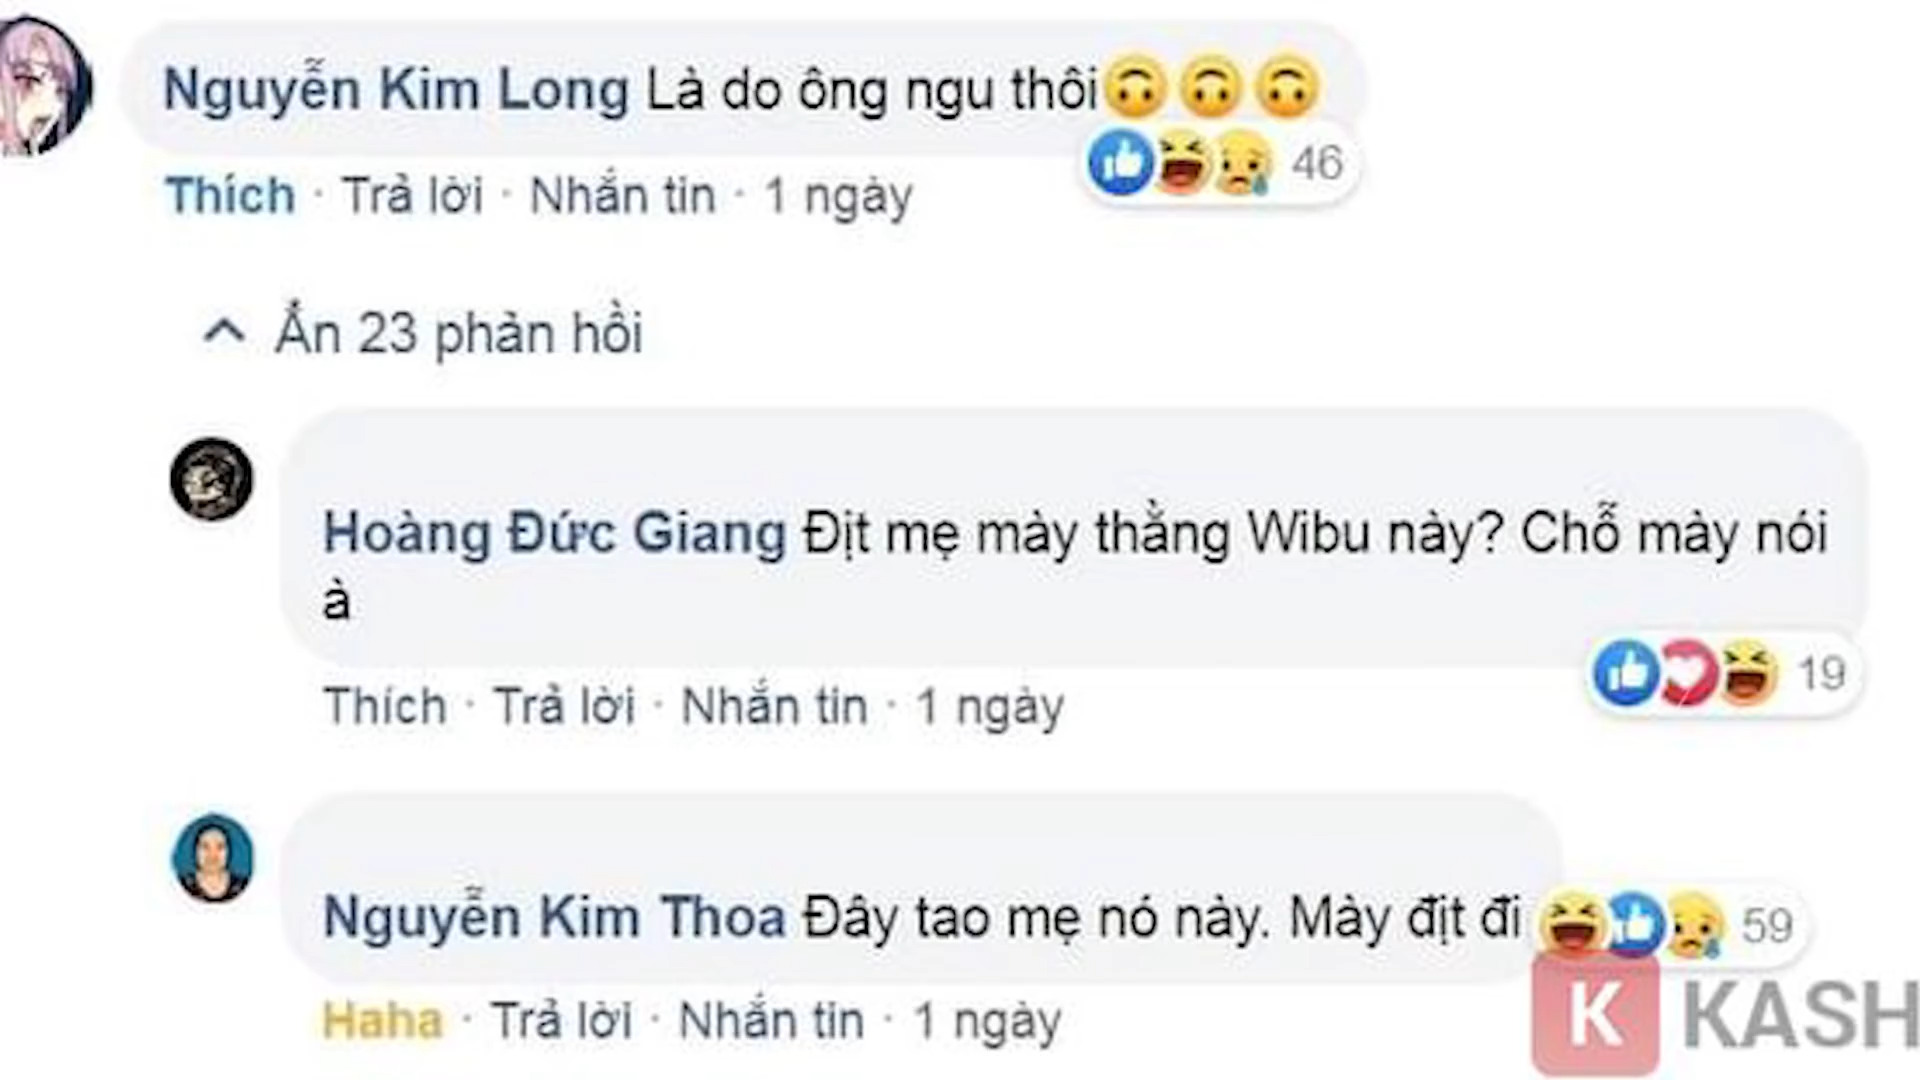 Nguyễn Kim Long Là do ông ngu thôi🙃🙃🙃
46
Thích · Trả lời · Nhắn tin · 1 ngày
Ẩn 23 phản hồi
Hoàng Đức Giang Địt mẹ mày thằng Wibu này? Chỗ mày nói
à
19
Thích · Trả lời · Nhắn tin · 1 ngày
Nguyễn Kim Thoa Đây tao mẹ nó này. Mày địt đi
59
Haha · Trả lời · Nhắn tin · 1 ngày
K KASH